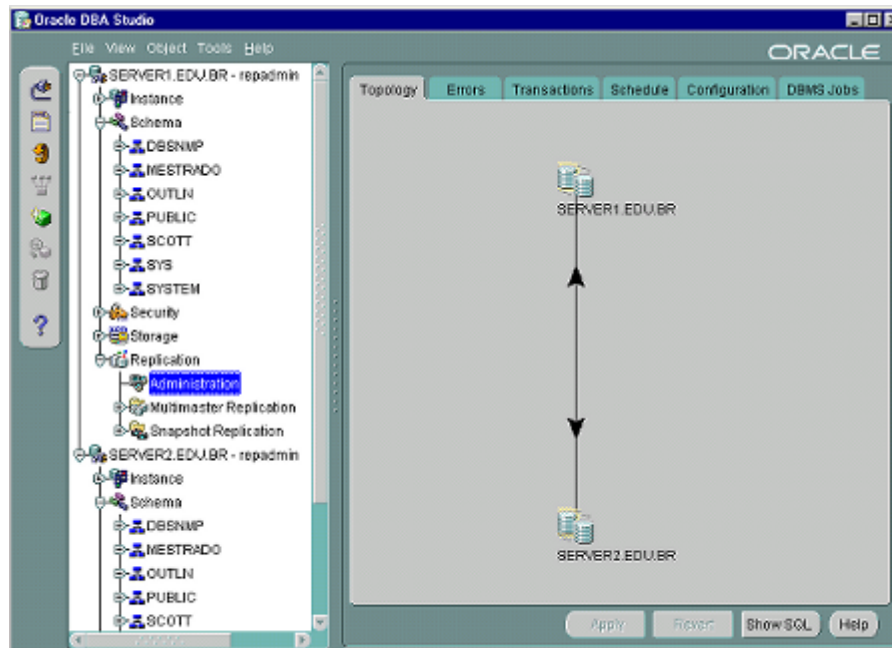 Oracle DBA Studio
File View Object Tools Help
ORACLE
SERVER1.EDU.BR - repadmin
Instance
Schema
DBSNMP
MESTRADO
OUTLN
PUBLIC
SCOTT
SYS
SYSTEM
Security
Storage
Replication
Administration
Multimaster Replication
Snapshot Replication
SERVER2.EDU.BR - repadmin
Instance
Schema
DBSNMP
MESTRADO
OUTLN
PUBLIC
SCOTT
Topology Errors Transactions Schedule Configuration DBMS Jobs
SERVER1.EDU.BR
SERVER2.EDU.BR
Apply Revert Show SQL Help
?